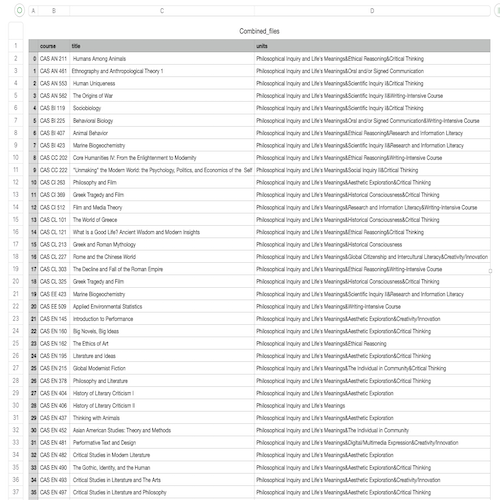 A B C D
Combined_files
1 course title units
2 0 CAS AN 211 Humans Among Animals Philosophical Inquiry and Life's Meanings&Ethical Reasoning&Critical Thinking
3 1 CAS AN 461 Ethnography and Anthropological Theory 1 Philosophical Inquiry and Life's Meanings&Oral and/or Signed Communication
4 2 CAS AN 553 Human Uniqueness Philosophical Inquiry and Life's Meanings&Scientific Inquiry II&Critical Thinking
5 3 CAS AN 562 The Origins of War Philosophical Inquiry and Life's Meanings&Scientific Inquiry II&Writing-Intensive Course
6 4 CAS BI 119 Sociobiology Philosophical Inquiry and Life's Meanings&Scientific Inquiry I&Critical Thinking
7 5 CAS BI 225 Behavioral Biology Philosophical Inquiry and Life's Meanings&Oral and/or Signed Communication&Writing-Intensive Course
8 6 CAS BI 407 Animal Behavior Philosophical Inquiry and Life's Meanings&Ethical Reasoning&Research and Information Literacy
9 7 CAS BI 423 Marine Biogeochemistry Philosophical Inquiry and Life's Meanings&Scientific Inquiry II&Research and Information Literacy
10 8 CAS CC 202 Core Humanities IV: From the Enlightenment to Modernity Philosophical Inquiry and Life's Meanings&Ethical Reasoning&Writing-Intensive Course
11 9 CAS CC 222 "Unmaking" the Modern World: the Psychology, Politics, and Economics of the Self Philosophical Inquiry and Life's Meanings&Social Inquiry II&Critical Thinking
12 10 CAS CI 263 Philosophy and Film Philosophical Inquiry and Life's Meanings&Aesthetic Exploration&Critical Thinking
13 11 CAS CI 369 Greek Tragedy and Film Philosophical Inquiry and Life's Meanings&Historical Consciousness&Critical Thinking
14 12 CAS CI 512 Film and Media Theory Philosophical Inquiry and Life's Meanings&Research and Information Literacy&Writing-Intensive Course
15 13 CAS CL 101 The World of Greece Philosophical Inquiry and Life's Meanings&Historical Consciousness&Critical Thinking
16 14 CAS CL 121 What Is a Good Life? Ancient Wisdom and Modern Insights Philosophical Inquiry and Life's Meanings&Ethical Reasoning&Critical Thinking
17 15 CAS CL 213 Greek and Roman Mythology Philosophical Inquiry and Life's Meanings&Historical Consciousness
18 16 CAS CL 227 Rome and the Chinese World Philosophical Inquiry and Life's Meanings&Global Citizenship and Intercultural Literacy&Creativity/Innovation
19 17 CAS CL 303 The Decline and Fall of the Roman Empire Philosophical Inquiry and Life's Meanings&Ethical Reasoning&Writing-Intensive Course
20 18 CAS CL 325 Greek Tragedy and Film Philosophical Inquiry and Life's Meanings&Historical Consciousness&Critical Thinking
21 19 CAS EE 423 Marine Biogeochemistry Philosophical Inquiry and Life's Meanings&Scientific Inquiry II&Research and Information Literacy
22 20 CAS EE 509 Applied Environmental Statistics Philosophical Inquiry and Life's Meanings&Writing-Intensive Course
23 21 CAS EN 145 Introduction to Performance Philosophical Inquiry and Life's Meanings&Aesthetic Exploration&Creativity/Innovation
24 22 CAS EN 160 Big Novels, Big Ideas Philosophical Inquiry and Life's Meanings&Aesthetic Exploration&Critical Thinking
25 23 CAS EN 162 The Ethics of Art Philosophical Inquiry and Life's Meanings&Ethical Reasoning
26 24 CAS EN 195 Literature and Ideas Philosophical Inquiry and Life's Meanings&Aesthetic Exploration&Critical Thinking
27 25 CAS EN 215 Global Modernist Fiction Philosophical Inquiry and Life's Meanings&The Individual in Community&Critical Thinking
28 26 CAS EN 378 Philosophy and Literature Philosophical Inquiry and Life's Meanings&Aesthetic Exploration&Critical Thinking
29 27 CAS EN 404 History of Literary Criticism I Philosophical Inquiry and Life's Meanings&Aesthetic Exploration
30 28 CAS EN 406 History of Literary Criticism II Philosophical Inquiry and Life's Meanings
31 29 CAS EN 437 Thinking with Animals Philosophical Inquiry and Life's Meanings&Aesthetic Exploration
32 30 CAS EN 452 Asian American Studies: Theory and Methods Philosophical Inquiry and Life's Meanings&The Individual in Community
33 31 CAS EN 481 Performative Text and Design Philosophical Inquiry and Life's Meanings&Digital/Multimedia Expression&Creativity/Innovation
34 32 CAS EN 482 Critical Studies in Modern Literature Philosophical Inquiry and Life's Meanings&Aesthetic Exploration
35 33 CAS EN 490 The Gothic, Identity, and the Human Philosophical Inquiry and Life's Meanings&Aesthetic Exploration&Critical Thinking
36 34 CAS EN 493 Critical Studies in Literature and The Arts Philosophical Inquiry and Life's Meanings&Aesthetic Exploration&Creativity/Innovation
37 35 CAS EN 497 Critical Studies in Literature and Philosophy Philosophical Inquiry and Life's Meanings&Aesthetic Exploration&Critical Thinking